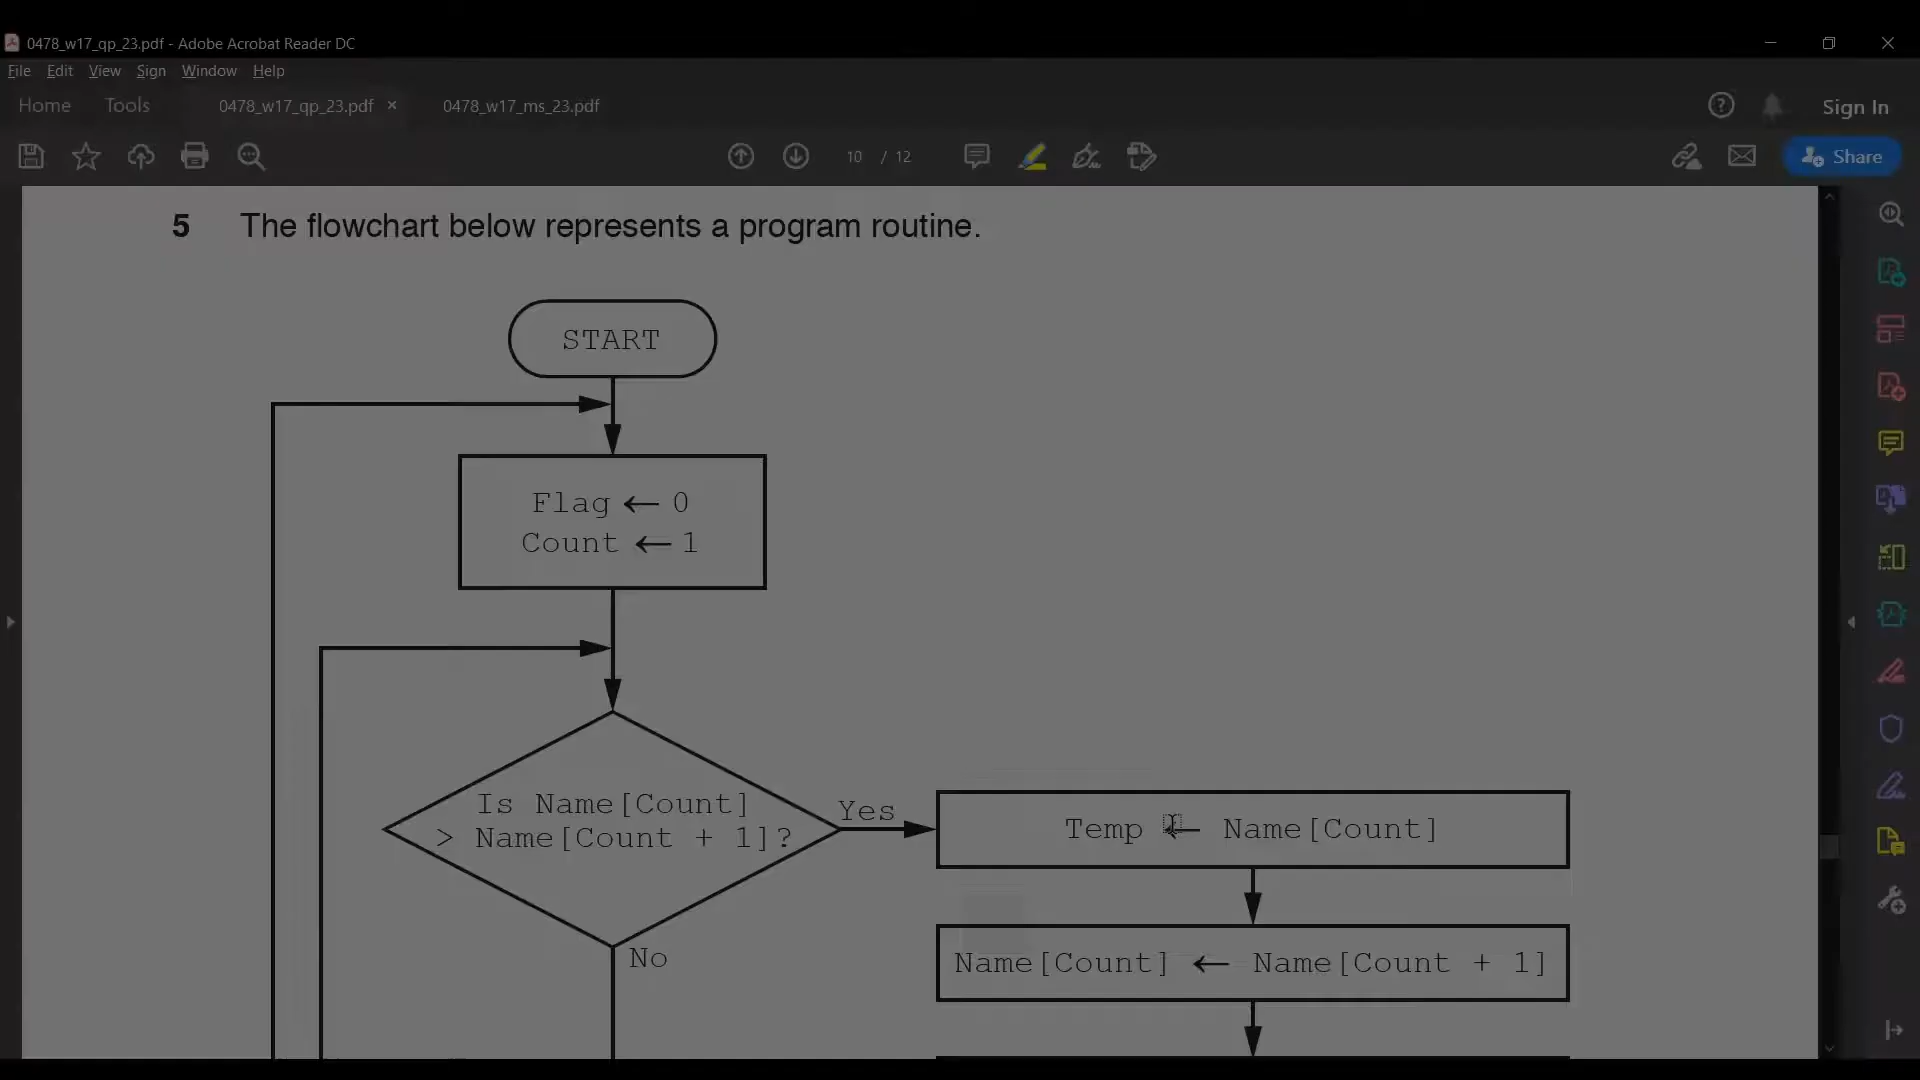 0478_w17_qp_23.pdf - Adobe Acrobat Reader DC
File Edit View Sign Window Help
Home Tools 0478_w17_qp_23.pdf × 0478_w17_ms_23.pdf Sign In
10 / 12 Share
5 The flowchart below represents a program routine.
START
Flag ← 0
Count ← 1
Is Name[Count]
> Name[Count + 1]?
Yes
Temp ← Name[Count]
Name[Count] ← Name[Count + 1]
No